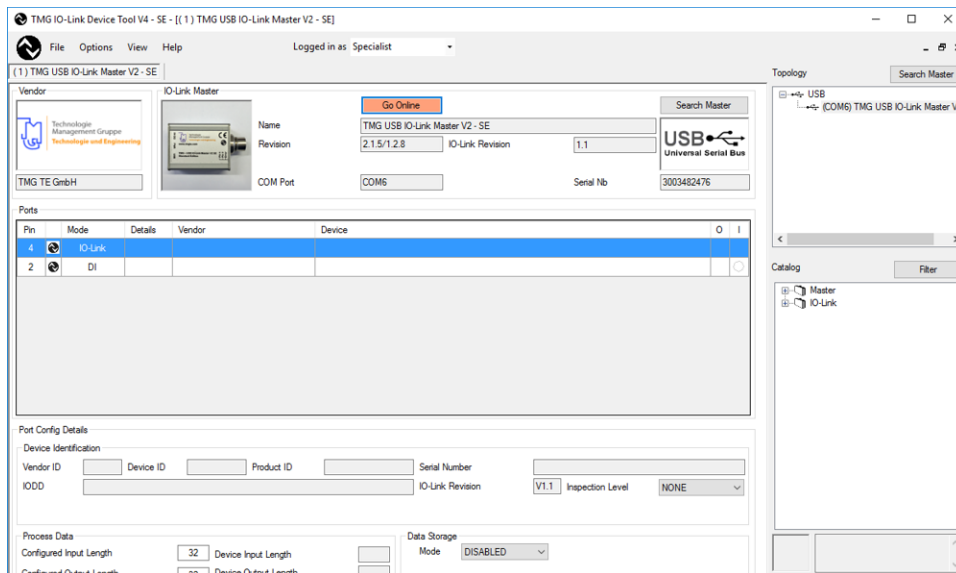 TMG IO-Link Device Tool V4 - SE - [( 1 ) TMG USB IO-Link Master V2 - SE]
File Options View Help Logged in as Specialist
( 1 ) TMG USB IO-Link Master V2 - SE
Vendor
Technologie
Management Gruppe
Technologie und Engineering
TMG TE GmbH
IO-Link Master
Go Online
Search Master
Name TMG USB IO-Link Master V2 - SE
Revision 2.1.5/1.2.8 IO-Link Revision 1.1
USB
Universal Serial Bus
COM Port COM6 Serial Nb 3003482476
Ports
Pin Mode Details Vendor Device O I
4 IO-Link
2 DI
Port Config Details
Device Identification
Vendor ID Device ID Product ID Serial Number
IODD IO-Link Revision V1.1 Inspection Level NONE
Process Data
Configured Input Length 32 Device Input Length
Configured Output Length 32 Device Output Length
Data Storage
Mode DISABLED
Topology Search Master
USB
(COM6) TMG USB IO-Link Master V
Catalog Filter
Master
IO-Link